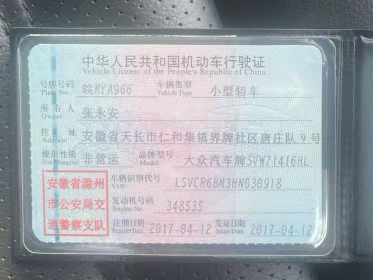 中华人民共和国机动车行驶证
Vehicle License of the People's Republic of China
号牌号码 皖MYA966 车辆类型 小型轿车
Plate No. Vehicle Type
所有人 张永安
Owner
住址 安徽省天长市仁和集镇界牌社区唐庄队9号
Address
使用性质 非营运 品牌型号 大众汽车牌SVW71416HL
Use Character Model
安徽省滁州 车辆识别代号 LSVCR6BM3HN030918
市公安局交 VIN
通警察支队 发动机号码 348535
Engine No.
注册日期 2017-04-12 发证日期 2017-04-12
Register Date Issue Date